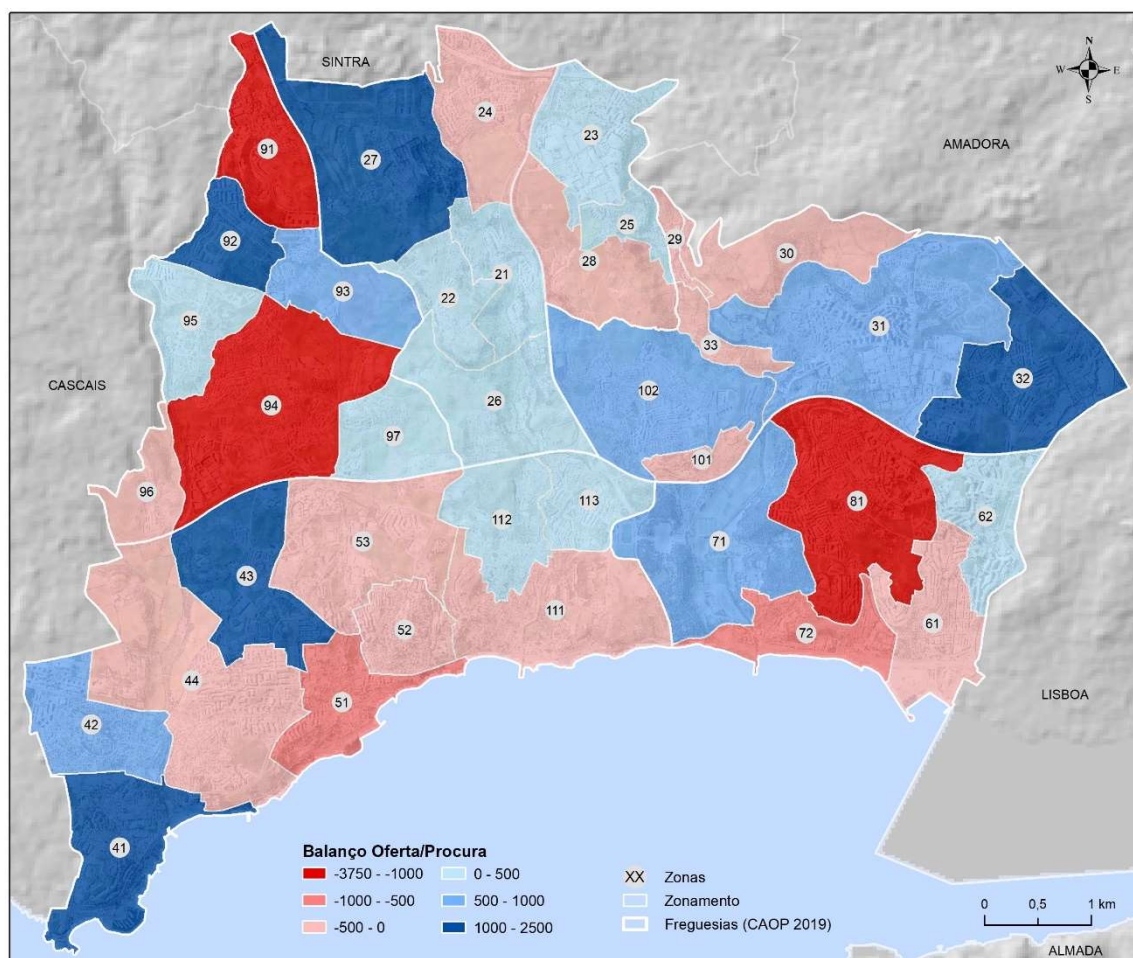 SINTRA
N
W E
S
24
23
AMADORA
91
27
25
92
29
30
21
28
93
22
95
31
33
102
32
CASCAIS
26
94
97
101
96
81
113
112
62
53
71
43
111
61
52
72
44
51
LISBOA
42
41
Balanço Oferta/Procura
-3750 - -1000
-1000 - -500
-500 - 0
0 - 500
500 - 1000
1000 - 2500
XX Zonas
Zonamento
Freguesias (CAOP 2019)
0 0,5 1 km
ALMADA